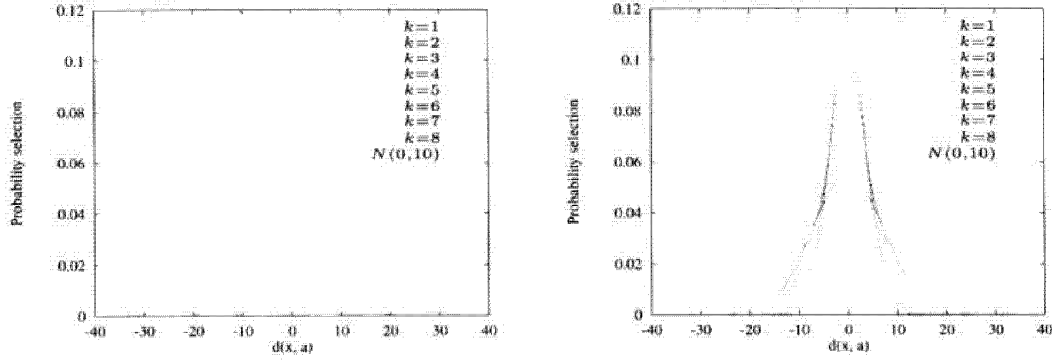 0.12
0.1
0.08
0.06
0.04
0.02
0
-40 -30 -20 -10 0 10 20 30 40
Probability selection
d(x, a)
k=1
k=2
k=3
k=4
k=5
k=6
k=7
k=8
N(0,10)
0.12
0.1
0.08
0.06
0.04
0.02
0
-40 -30 -20 -10 0 10 20 30 40
Probability selection
d(x, a)
k=1
k=2
k=3
k=4
k=5
k=6
k=7
k=8
N(0,10)